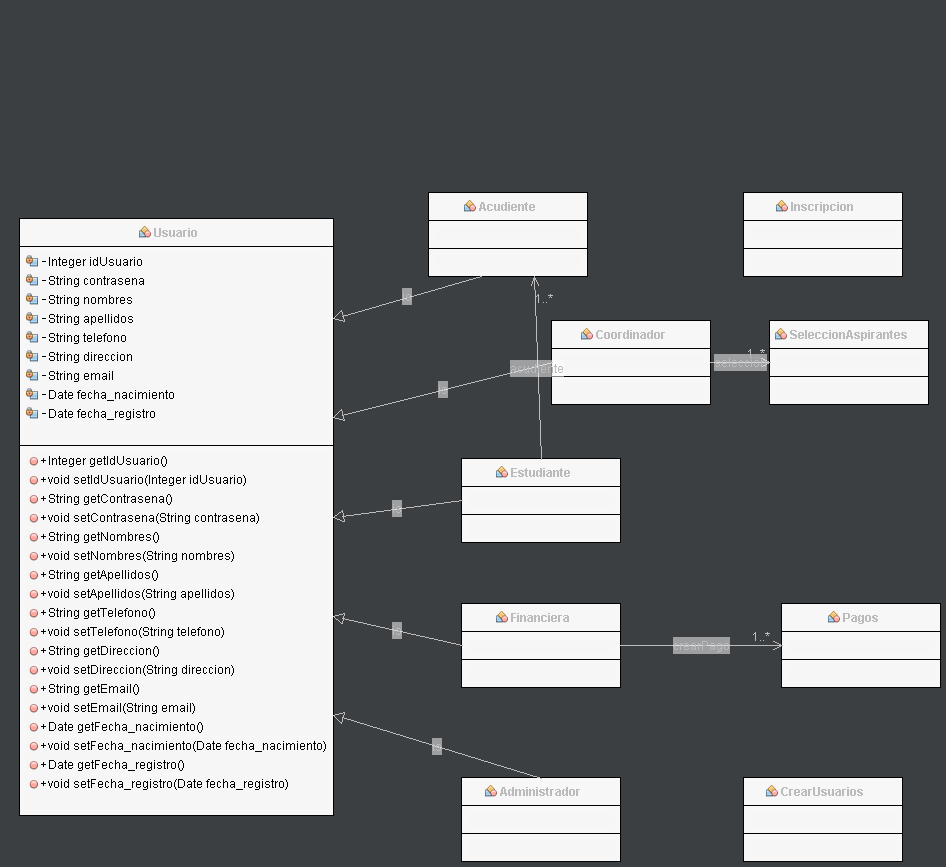 Acudiente
Inscripcion
Usuario
- Integer idUsuario
- String contrasena
- String nombres
- String apellidos
- String telefono
- String direccion
- String email
- Date fecha_nacimiento
- Date fecha_registro
1..*
Coordinador
SeleccionAspirantes
1..*
acudiente
+ Integer getIdUsuario()
+ void setIdUsuario(Integer idUsuario)
+ String getContrasena()
+ void setContrasena(String contrasena)
+ String getNombres()
+ void setNombres(String nombres)
+ String getApellidos()
+ void setApellidos(String apellidos)
+ String getTelefono()
+ void setTelefono(String telefono)
+ String getDireccion()
+ void setDireccion(String direccion)
+ String getEmail()
+ void setEmail(String email)
+ Date getFecha_nacimiento()
+ void setFecha_nacimiento(Date fecha_nacimiento)
+ Date getFecha_registro()
+ void setFecha_registro(Date fecha_registro)
Estudiante
Financiera
Pagos
crearPago
1..*
Administrador
CrearUsuarios